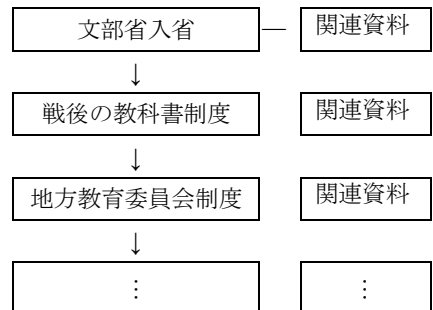 文部省入省 — 関連資料
↓
戦後の教科書制度 関連資料
↓
地方教育委員会制度 関連資料
↓
⋮ ⋮